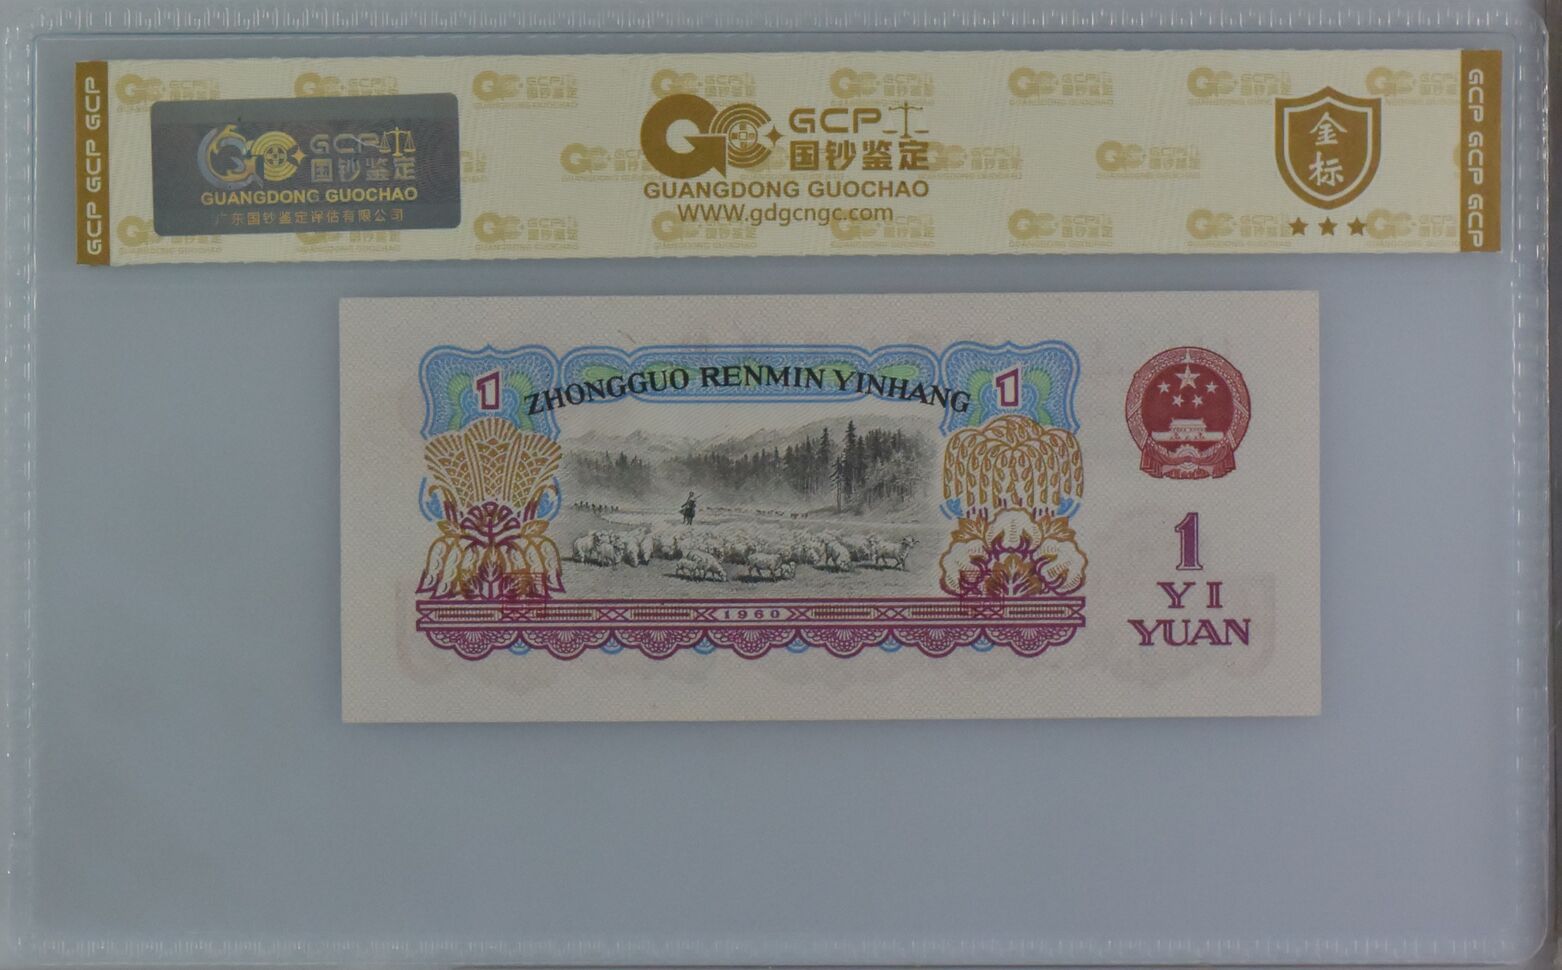 GCP GCP GCP
GCP
国钞鉴定
GUANGDONG GUOCHAO
广东国钞鉴定评估有限公司
GCP
国钞鉴定
GUANGDONG GUOCHAO
WWW.gdgcngc.com
金标
GCP GCP GCP
1
ZHONGGUO RENMIN YINHANG
1
1960
1
YI
YUAN